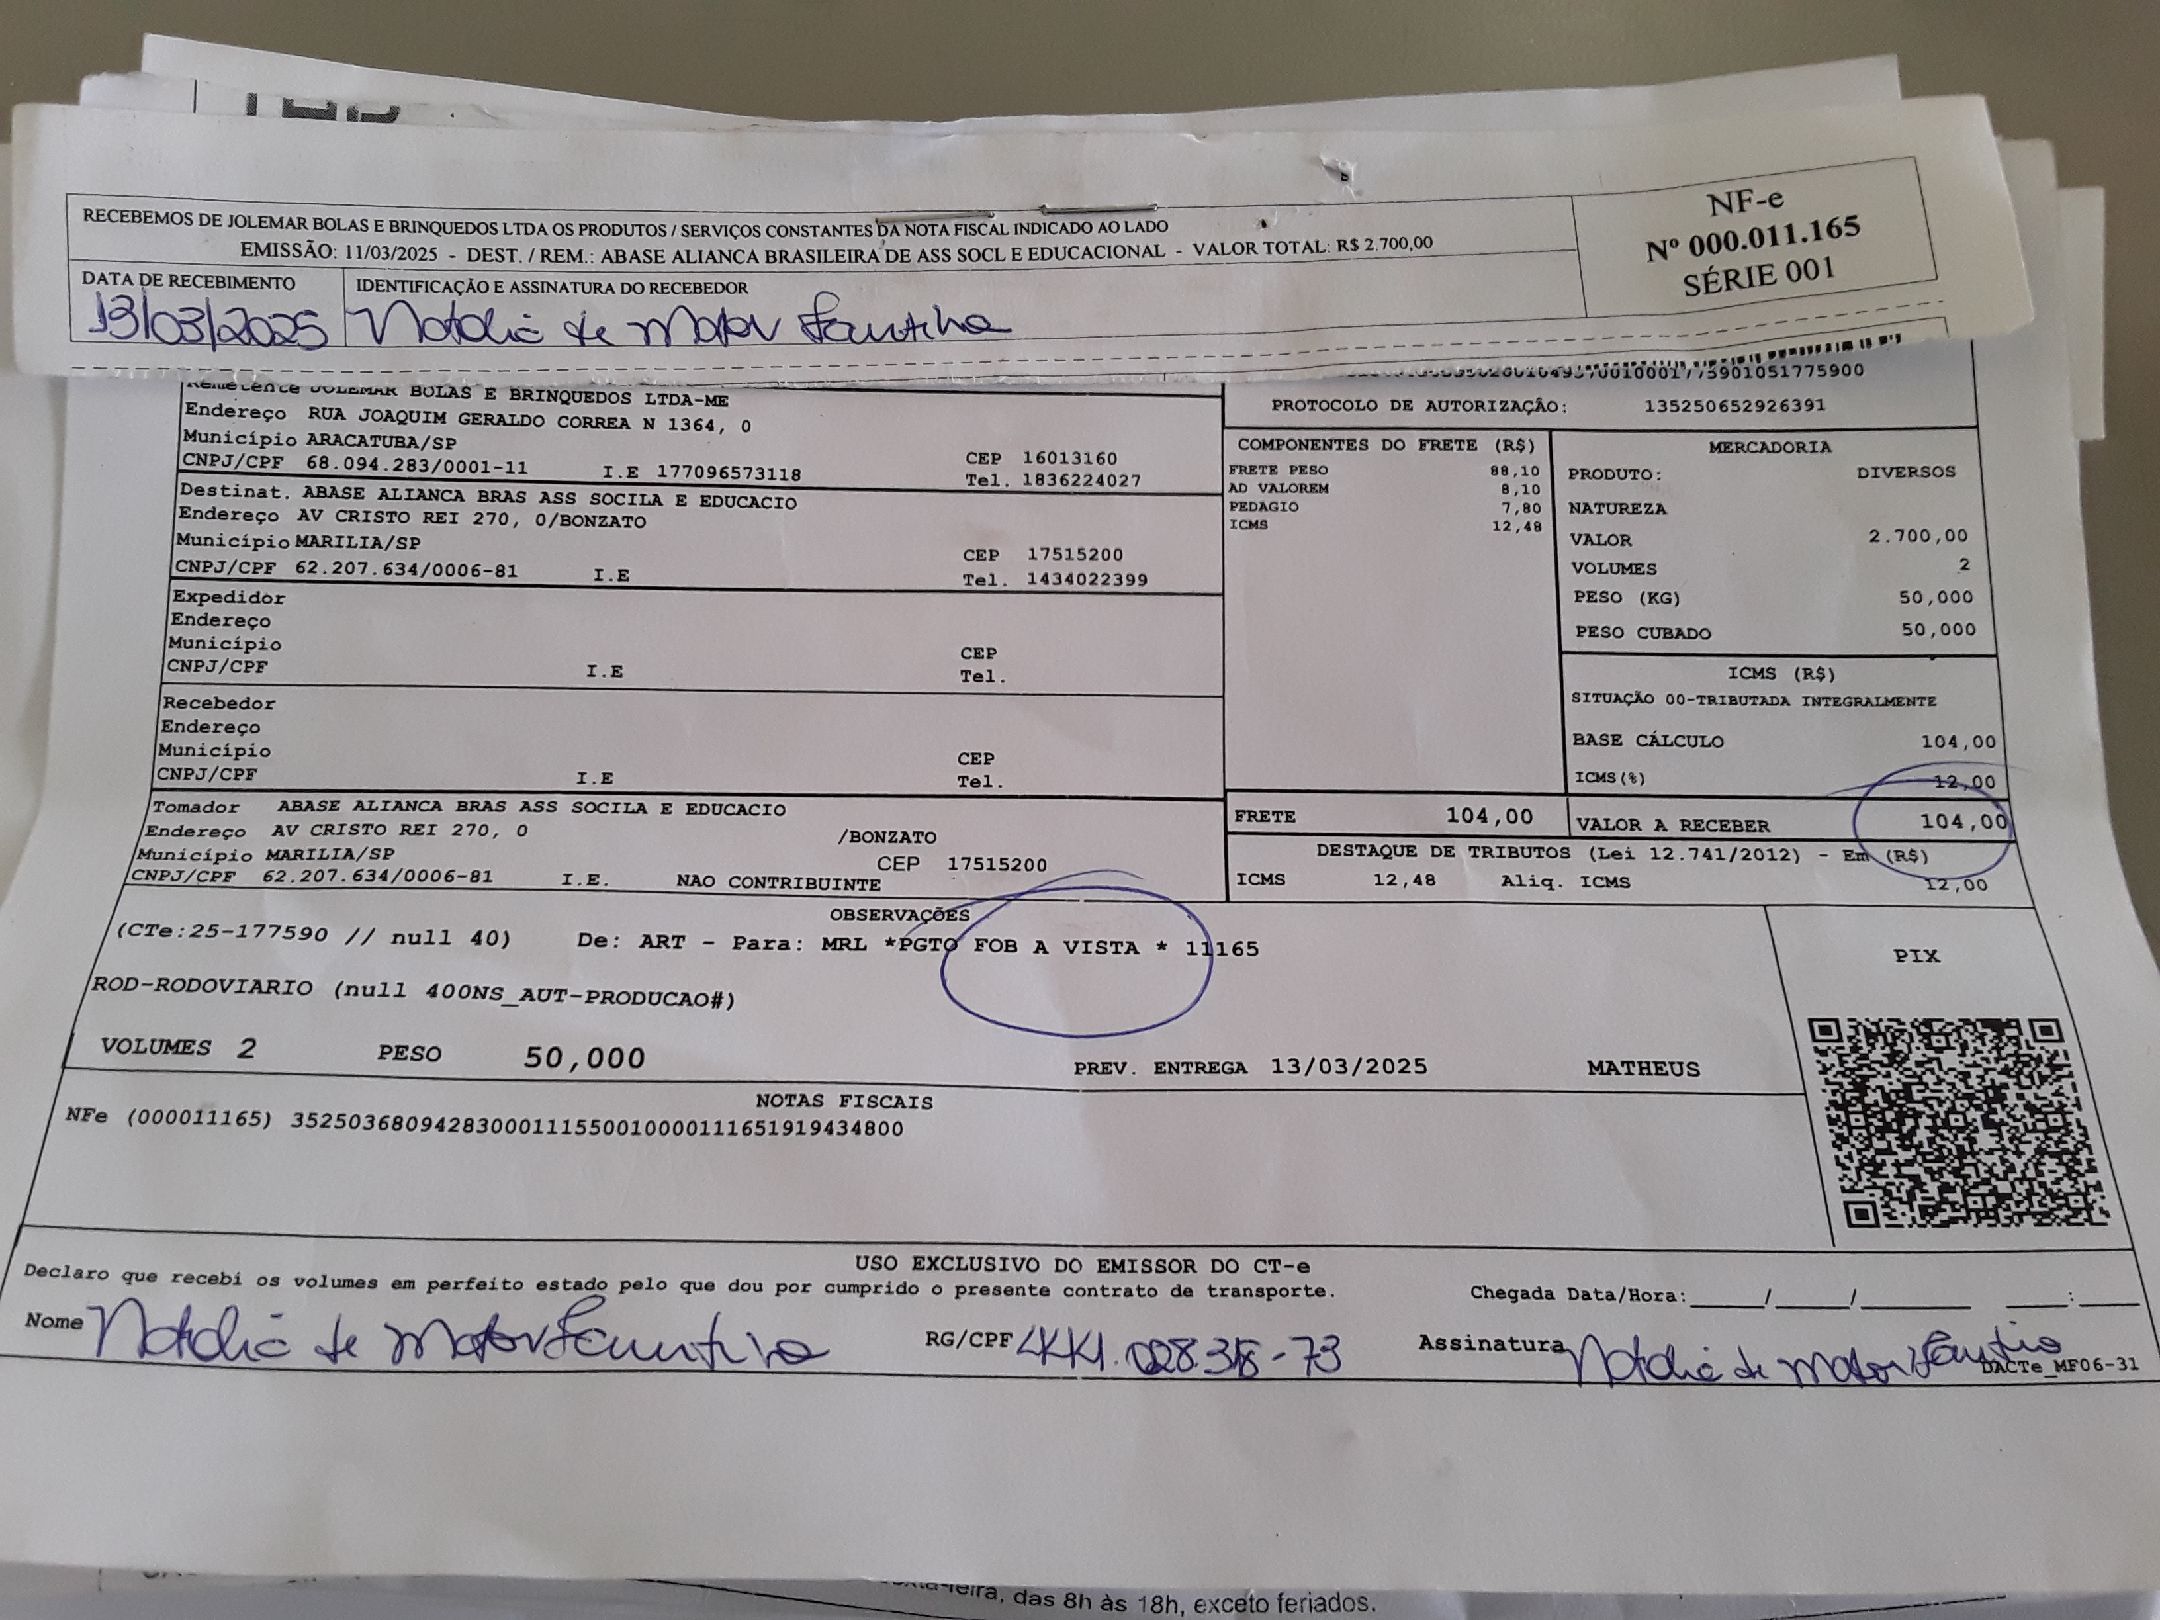 RECEBEMOS DE JOLEMAR BOLAS E BRINQUEDOS LTDA OS PRODUTOS / SERVIÇOS CONSTANTES DA NOTA FISCAL INDICADO AO LADO
EMISSÃO: 11/03/2025 - DEST. / REM.: ABASE ALIANCA BRASILEIRA DE ASS SOCL E EDUCACIONAL - VALOR TOTAL: R$ 2.700,00
NF-e
Nº 000.011.165
SÉRIE 001
DATA DE RECEBIMENTO
13/03/2025
IDENTIFICAÇÃO E ASSINATURA DO RECEBEDOR
Remetente JOLEMAR BOLAS E BRINQUEDOS LTDA-ME
Endereço RUA JOAQUIM GERALDO CORREA N 1364, 0
Município ARACATUBA/SP
CEP 16013160
CNPJ/CPF 68.094.283/0001-11 I.E 177096573118
Tel. 1836224027
Destinat. ABASE ALIANCA BRAS ASS SOCILA E EDUCACIO
Endereço AV CRISTO REI 270, 0/BONZATO
Município MARILIA/SP
CEP 17515200
CNPJ/CPF 62.207.634/0006-81 I.E
Tel. 1434022399
Expedidor
Endereço
Município
CEP
CNPJ/CPF I.E
Tel.
Recebedor
Endereço
Município
CEP
CNPJ/CPF I.E
Tel.
Tomador ABASE ALIANCA BRAS ASS SOCILA E EDUCACIO
Endereço AV CRISTO REI 270, 0 /BONZATO
Município MARILIA/SP
CEP 17515200
CNPJ/CPF 62.207.634/0006-81 I.E. NAO CONTRIBUINTE
PROTOCOLO DE AUTORIZAÇÃO: 135250652926391
COMPONENTES DO FRETE (R$)
FRETE PESO 88,10
AD VALOREM 8,10
PEDAGIO 7,80
ICMS 12,48
MERCADORIA
PRODUTO: DIVERSOS
NATUREZA
VALOR 2.700,00
VOLUMES 2
PESO (KG) 50,000
PESO CUBADO 50,000
ICMS (R$)
SITUAÇÃO 00-TRIBUTADA INTEGRALMENTE
BASE CÁLCULO 104,00
ICMS(%) 12,00
FRETE 104,00
VALOR A RECEBER 104,00
DESTAQUE DE TRIBUTOS (Lei 12.741/2012) - Em (R$)
ICMS 12,48 Aliq. ICMS 12,00
OBSERVAÇÕES
(CTe:25-177590 // null 40) De: ART - Para: MRL *PGTO FOB A VISTA * 11165
ROD-RODOVIARIO (null 400NS_AUT-PRODUCAO#)
PIX
VOLUMES 2 PESO 50,000 PREV. ENTREGA 13/03/2025 MATHEUS
NOTAS FISCAIS
NFe (000011165) 35250368094283000111550010000111651919434800
USO EXCLUSIVO DO EMISSOR DO CT-e
Declaro que recebi os volumes em perfeito estado pelo que dou por cumprido o presente contrato de transporte.
Chegada Data/Hora:_____/_____/_______ ____:____
Nome
RG/CPF
Assinatura
DACTe_MF06-31
das 8h às 18h, exceto feriados.